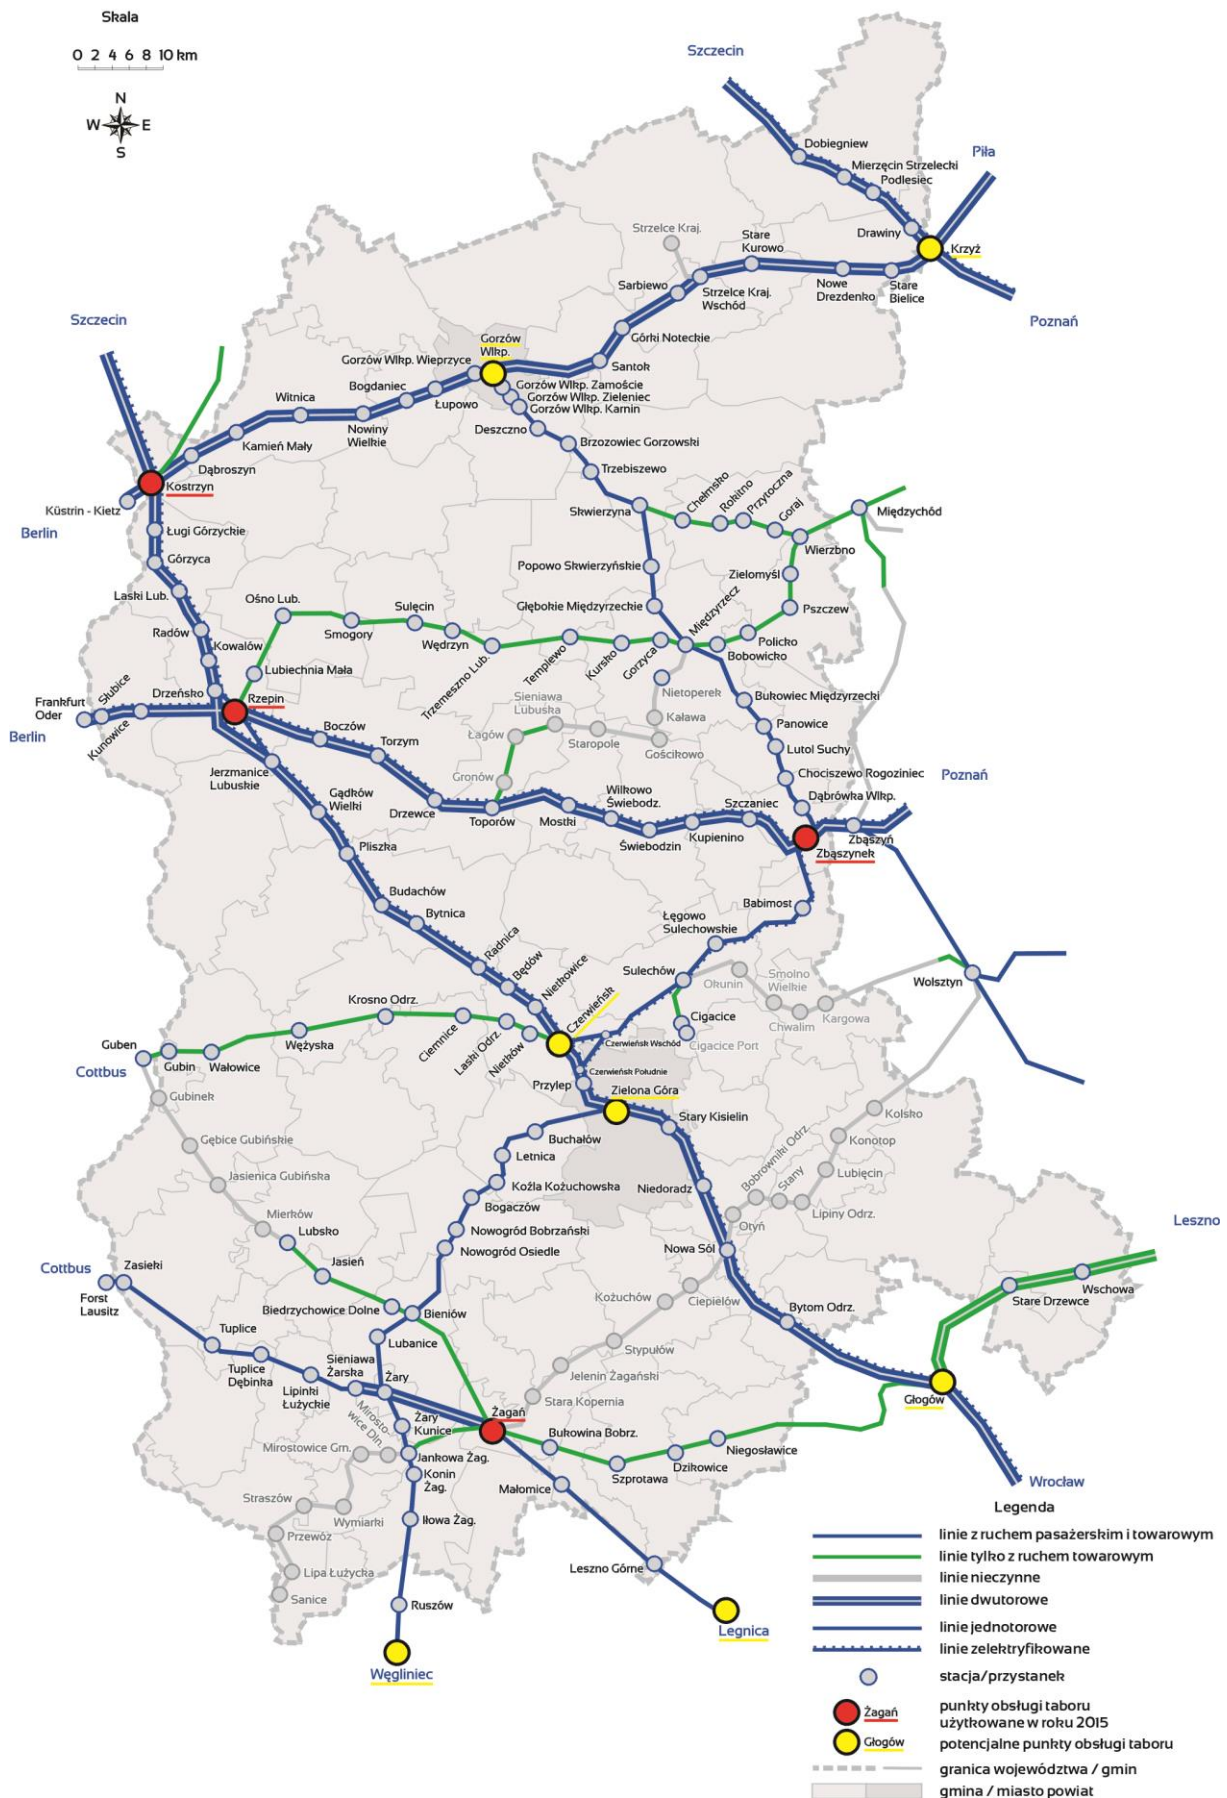 Skala
0 2 4 6 8 10 km
N
W E
S
Szczecin
Dobiegniew
Mierzęcin Strzelecki
Podlesiec
Piła
Drawiny
Krzyż
Strzelce Kraj.
Stare
Kurowo
Sarbiewo
Strzelce Kraj.
Wschód
Nowe
Drezdenko
Stare
Bielice
Poznań
Szczecin
Górki Noteckie
Gorzów
Wlkp.
Gorzów Wlkp. Wieprzyce
Santok
Bogdaniec
Gorzów Wlkp. Zamoście
Gorzów Wlkp. Zieleniec
Gorzów Wlkp. Karnin
Witnica
Łupowo
Nowiny
Wielkie
Deszczno
Kamień Mały
Brzozowiec Gorzowski
Dąbroszyn
Trzebiszewo
Kostrzyn
Küstrin - Kietz
Berlin
Skwierzyna
Chełmsko
Rokitno
Przytoczna
Goraj
Międzychód
Ługi Górzyckie
Wierzbno
Górzyca
Popowo Skwierzyńskie
Zielomyśl
Laski Lub.
Ośno Lub.
Sulęcin
Głębokie Międzyrzeckie
Pszczew
Radów
Smogory
Wędrzyn
Międzyrzecz
Policko
Kowalów
Trzemeszno Lub.
Templewo
Kursko
Gorzyca
Bobowicko
Lubiechnia Mała
Drzeńsko
Rzepin
Nietoperek
Frankfurt
Oder
Słubice
Kunowice
Berlin
Sieniawa
Lubuska
Bukowiec Międzyrzecki
Kaława
Panowice
Boczów
Łagów
Staropole
Gościkowo
Torzym
Lutol Suchy
Jerzmanice
Lubuskie
Gronów
Chociszewo Rogoziniec
Poznań
Gądków
Wielki
Drzewce
Toporów
Mostki
Wilkowo
Świebodz.
Szczaniec
Dąbrówka Wlkp.
Świebodzin
Kupienino
Zbąszyń
Zbąszynek
Pliszka
Budachów
Babimost
Bytnica
Łęgowo
Sulechowskie
Radnica
Będów
Nietkowice
Sulechów
Okunin
Smolno
Wielkie
Wolsztyn
Krosno Odrz.
Czerwieńsk
Cigacice
Chwalim
Kargowa
Ciemnice
Laski Odrz.
Nietków
Czerwieńsk Wschód
Cigacice Port
Guben
Wężyska
Gubin
Wałowice
Cottbus
Czerwieńsk Południe
Przylep
Zielona Góra
Gubinek
Kolsko
Stary Kisielin
Buchałów
Konotop
Gębice Gubińskie
Letnica
Bobrowniki Odrz.
Stany
Lubięcin
Jasienica Gubińska
Koźla Kożuchowska
Niedoradz
Bogaczów
Lipiny Odrz.
Otyń
Mierków
Nowogród Bobrzański
Leszno
Lubsko
Nowogród Osiedle
Nowa Sól
Jasień
Cottbus
Zasieki
Forst
Lausitz
Kożuchów
Ciepielów
Wschowa
Biedrzychowice Dolne
Bieniów
Stare Drzewce
Bytom Odrz.
Lubanice
Stypułów
Tuplice
Tuplice
Dębinka
Sieniawa
Żarska
Jelenin Żagański
Lipinki
Łużyckie
Żary
Głogów
Stara Kopernia
Mirosto-
wice Dln.
Żary
Kunice
Żagań
Bukowina Bobrz.
Mirostowice Grn.
Jankowa Żag.
Niegosławice
Dzikowice
Szprotawa
Konin
Żag.
Małomice
Wrocław
Straszów
Wymiarki
Iłowa Żag.
Przewóz
Leszno Górne
Lipa Łużycka
Sanice
Ruszów
Legnica
Węgliniec
Legenda
linie z ruchem pasażerskim i towarowym
linie tylko z ruchem towarowym
linie nieczynne
linie dwutorowe
linie jednotorowe
linie zelektryfikowane
stacja/przystanek
Żagań
punkty obsługi taboru
użytkowane w roku 2015
Głogów
potencjalne punkty obsługi taboru
granica województwa / gmin
gmina / miasto powiat